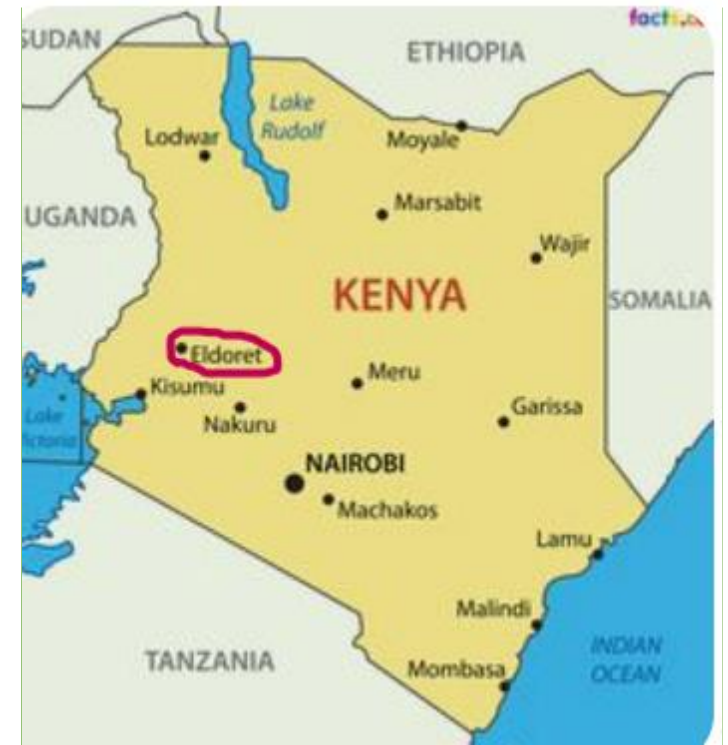 SUDAN
ETHIOPIA
Lake
Rudolf
Lodwar
Moyale
Marsabit
UGANDA
Wajir
KENYA
SOMALIA
Eldoret
Kisumu
Meru
Lake
Victoria
Nakuru
Garissa
NAIROBI
Machakos
Lamu
Malindi
INDIAN
OCEAN
TANZANIA
Mombasa